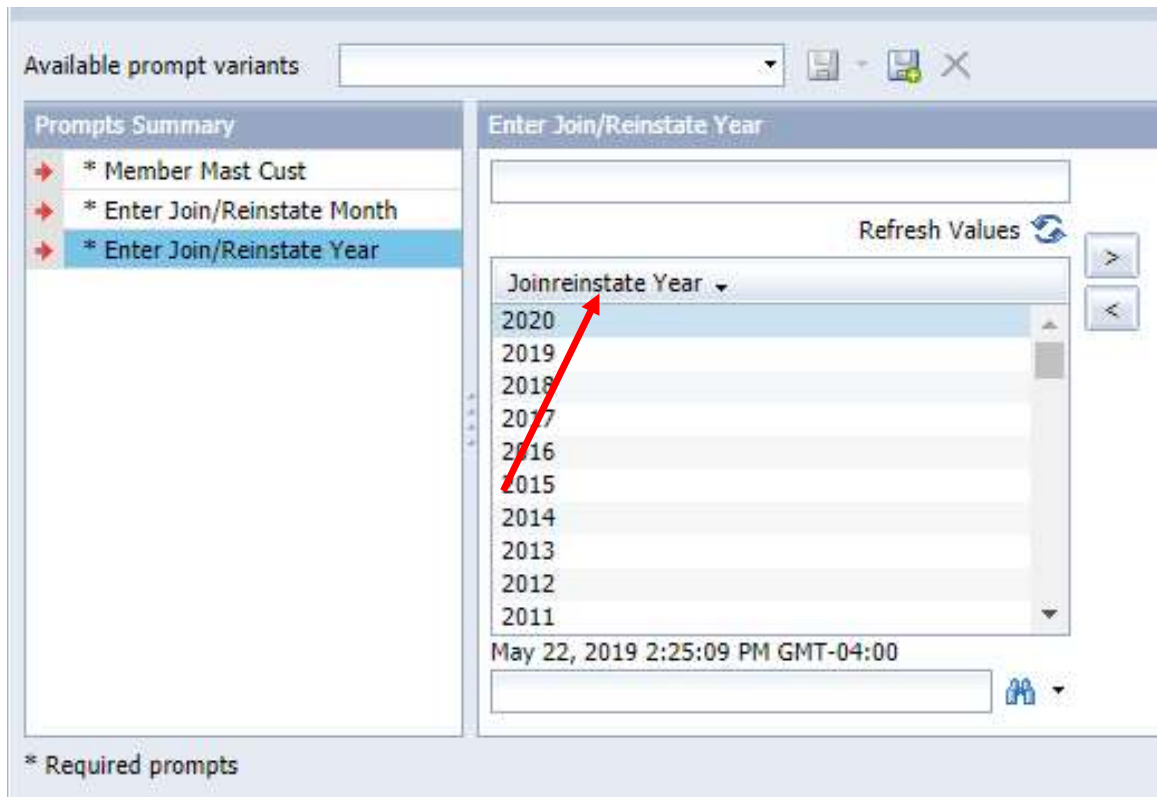 Available prompt variants
Prompts Summary
* Member Mast Cust
* Enter Join/Reinstate Month
* Enter Join/Reinstate Year
Enter Join/Reinstate Year
Refresh Values
>
<
Joinreinstate Year
2020
2019
2018
2017
2016
2015
2014
2013
2012
2011
May 22, 2019 2:25:09 PM GMT-04:00
* Required prompts